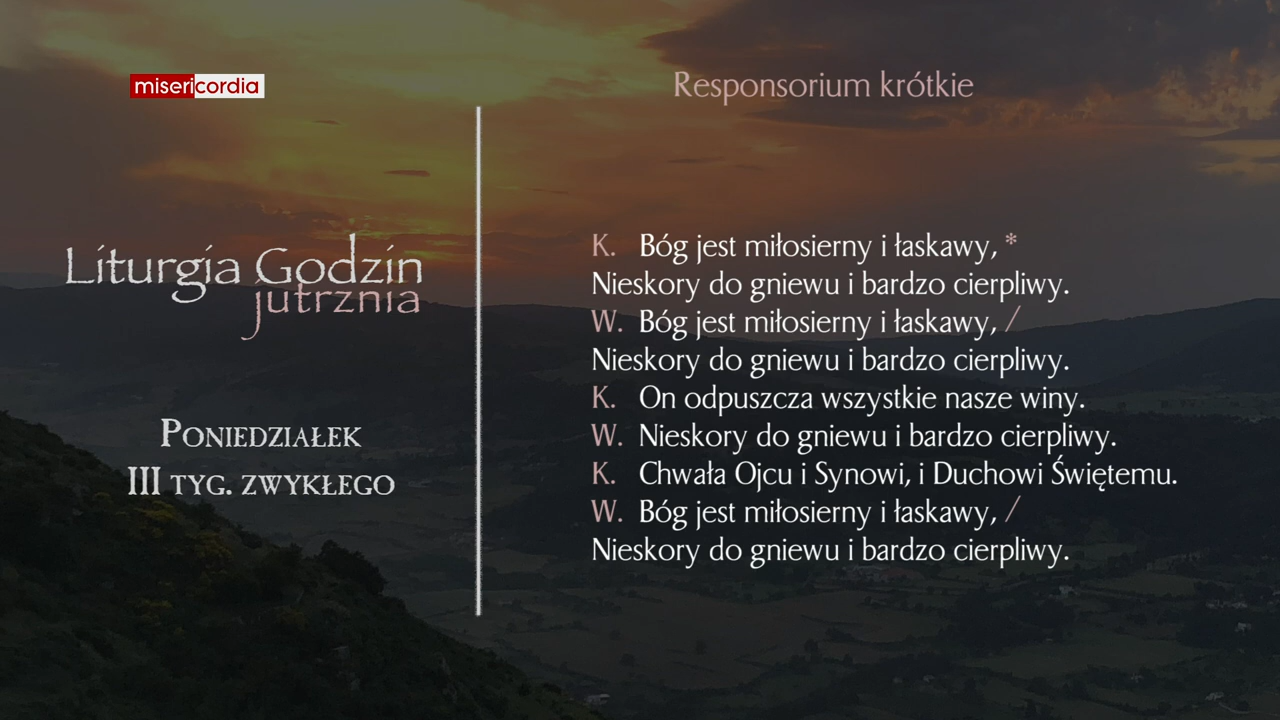 misericordia
Responsorium krótkie
Liturgia Godzin
jutrznia
Poniedziałek
III tyg. zwykłego
K. Bóg jest miłosierny i łaskawy, *
Nieskory do gniewu i bardzo cierpliwy.
W. Bóg jest miłosierny i łaskawy, /
Nieskory do gniewu i bardzo cierpliwy.
K. On odpuszcza wszystkie nasze winy.
W. Nieskory do gniewu i bardzo cierpliwy.
K. Chwała Ojcu i Synowi, i Duchowi Świętemu.
W. Bóg jest miłosierny i łaskawy, /
Nieskory do gniewu i bardzo cierpliwy.